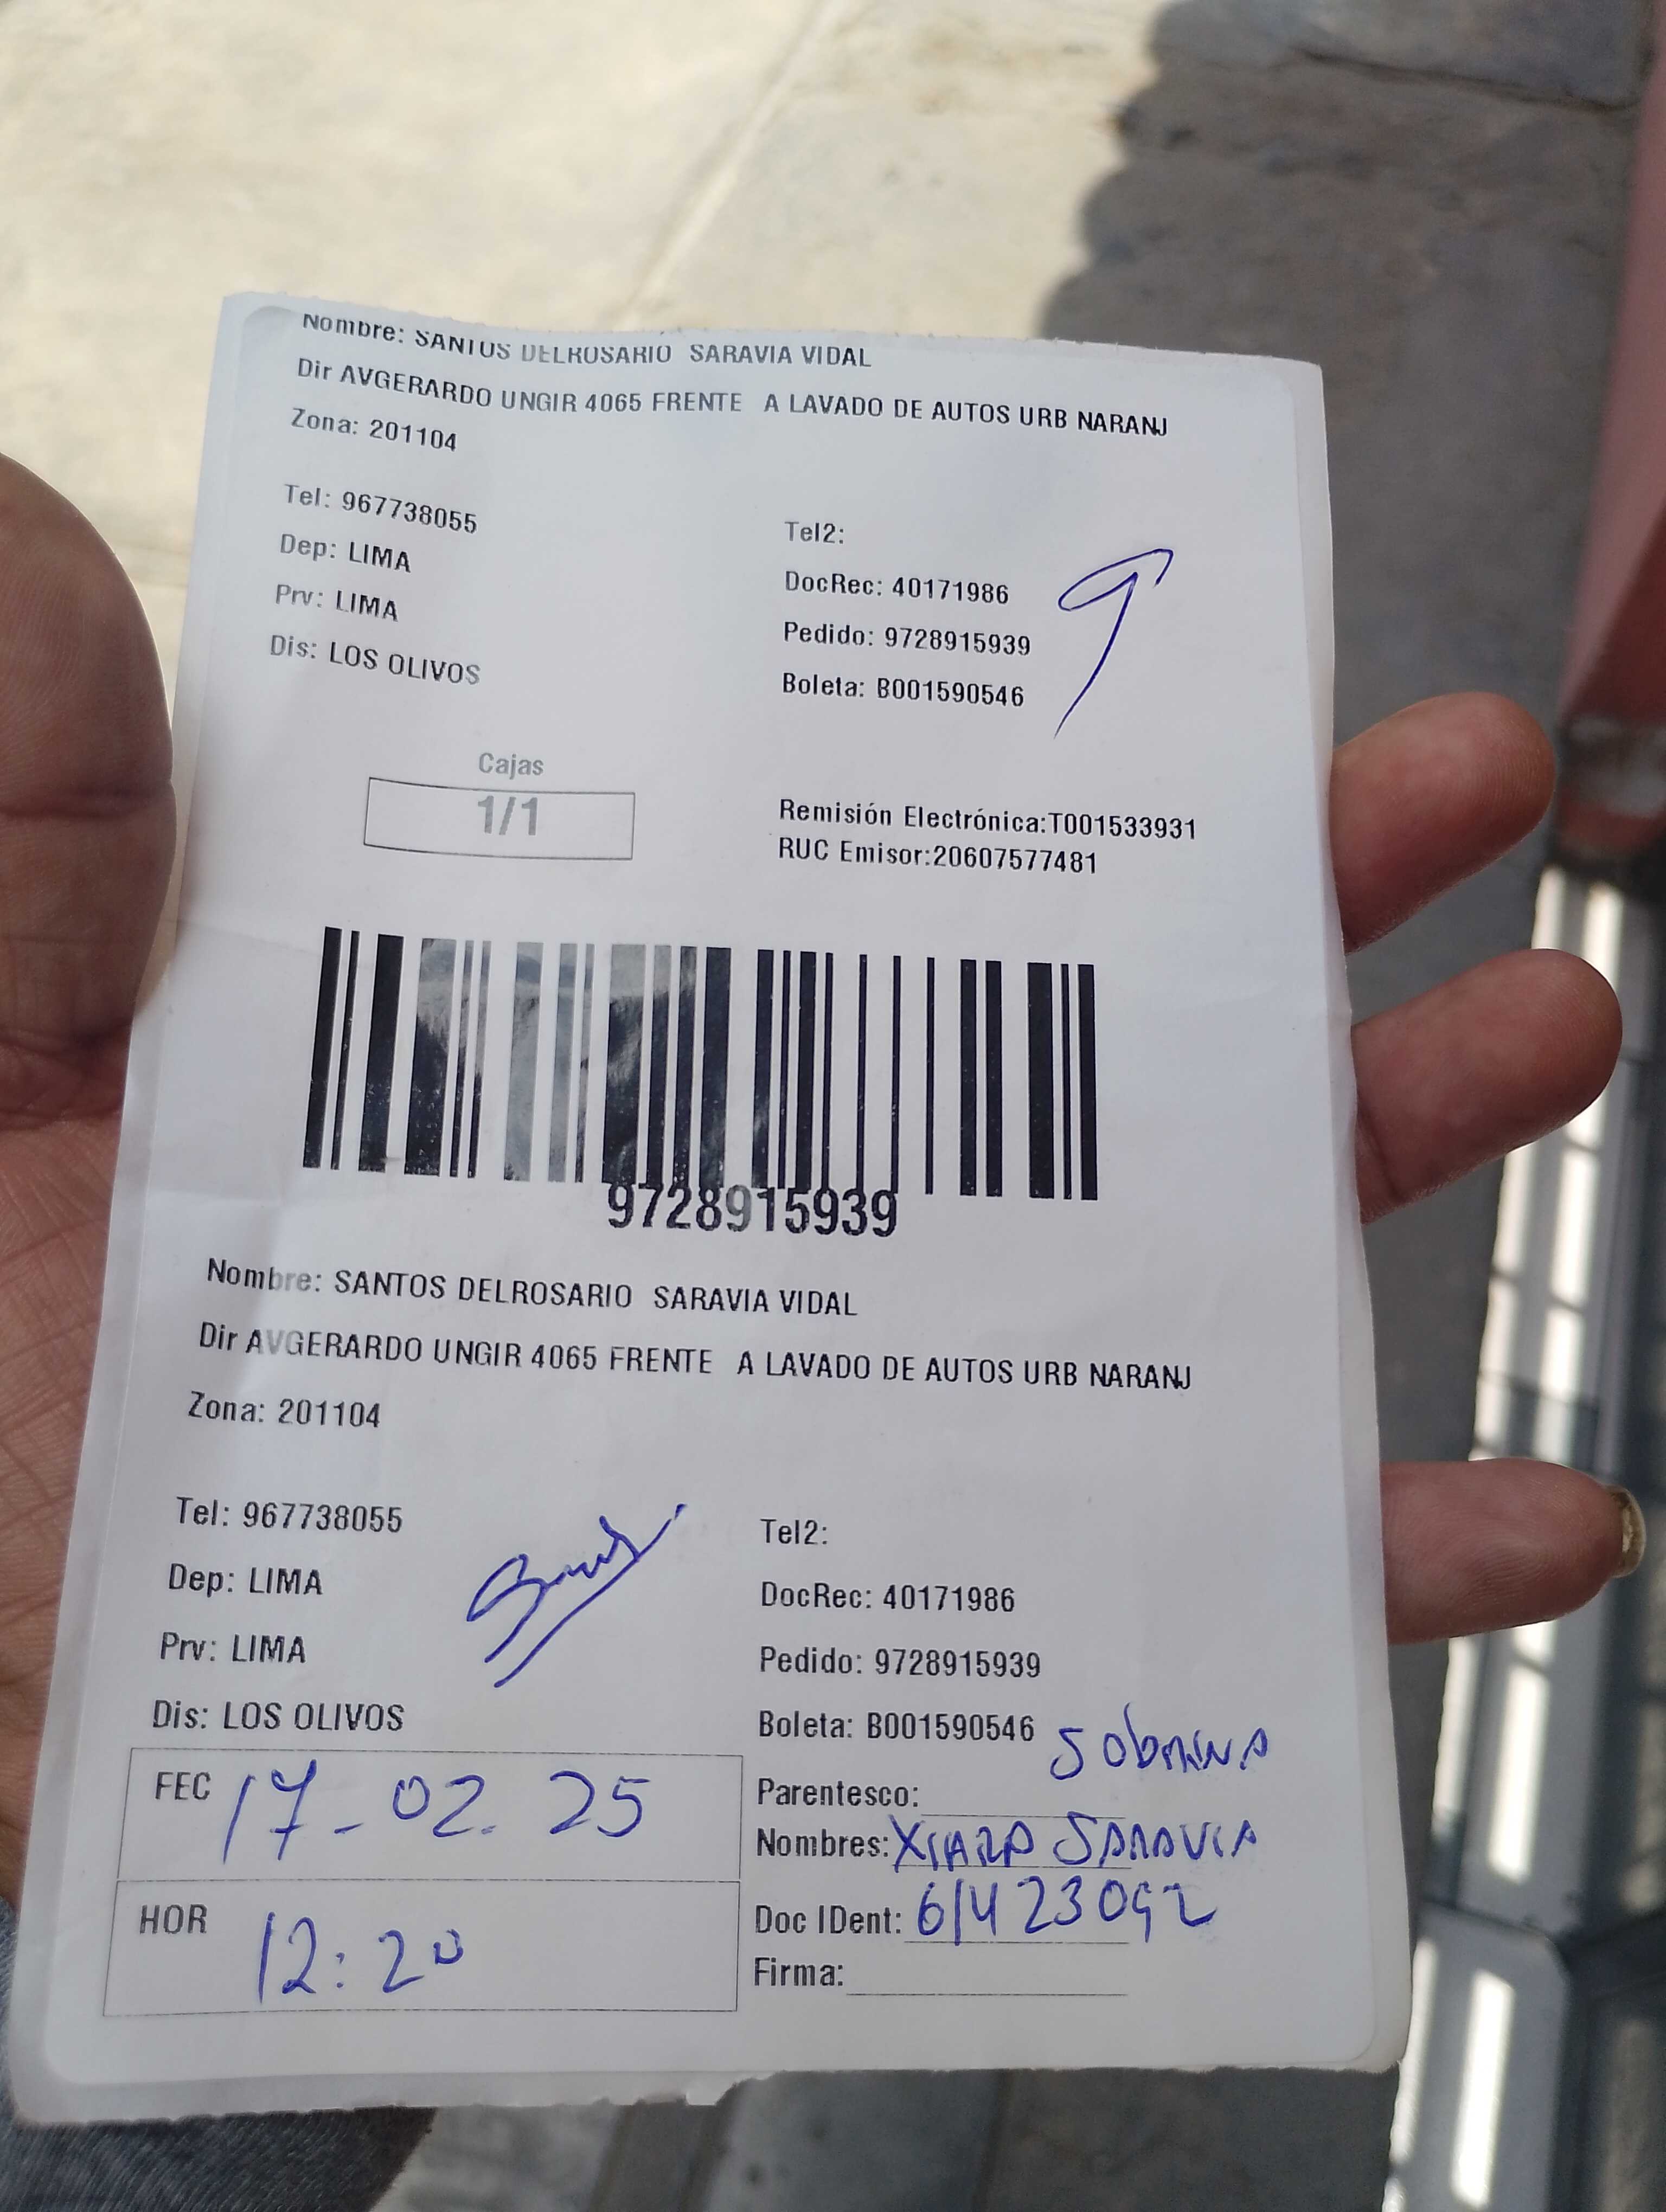 Nombre: SANTOS DELROSARIO SARAVIA VIDAL
Dir AVGERARDO UNGIR 4065 FRENTE A LAVADO DE AUTOS URB NARANJ
Zona: 201104
Tel: 967738055
Tel2:
Dep: LIMA
DocRec: 40171986
Prv: LIMA
Pedido: 9728915939
Dis: LOS OLIVOS
Boleta: B001590546
Cajas
1/1
Remisión Electrónica:T001533931
RUC Emisor:20607577481
9728915939
Nombre: SANTOS DELROSARIO SARAVIA VIDAL
Dir AVGERARDO UNGIR 4065 FRENTE A LAVADO DE AUTOS URB NARANJ
Zona: 201104
Tel: 967738055
Tel2:
Dep: LIMA
DocRec: 40171986
Prv: LIMA
Pedido: 9728915939
Dis: LOS OLIVOS
Boleta: B001590546
FEC 17-02.25
Parentesco: SobRINA
Nombres: XIARA SARAVIA
HOR 12:20
Doc IDent: 61423092
Firma: